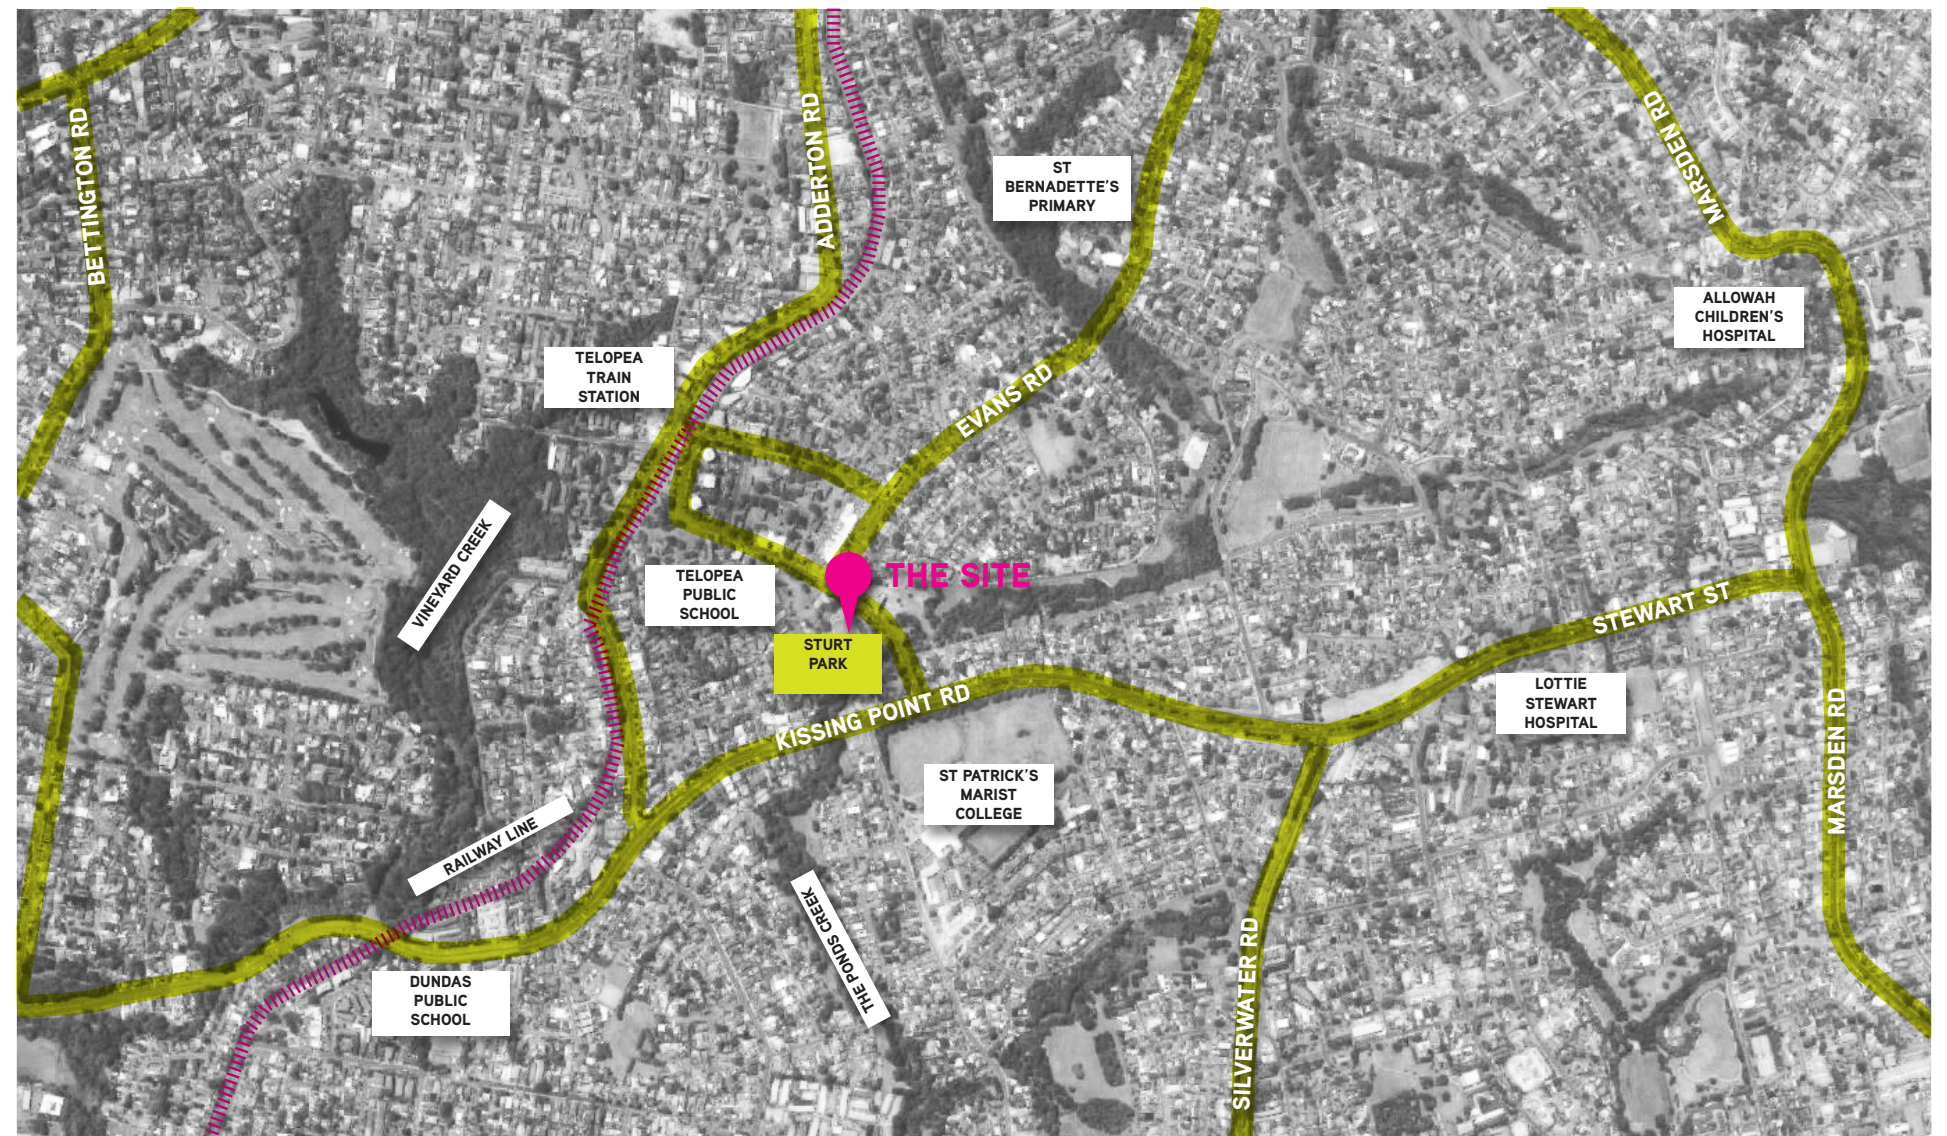 BETTINGTON RD
ADDERTON RD
MARSDEN RD
ST
BERNADETTE'S
PRIMARY
ALLOWAH
CHILDREN'S
HOSPITAL
TELOPEA
TRAIN
STATION
EVANS RD
VINEYARD CREEK
TELOPEA
PUBLIC
SCHOOL
THE SITE
STURT
PARK
STEWART ST
KISSING POINT RD
LOTTIE
STEWART
HOSPITAL
MARSDEN RD
ST PATRICK'S
MARIST
COLLEGE
RAILWAY LINE
THE PONDS CREEK
SILVERWATER RD
DUNDAS
PUBLIC
SCHOOL